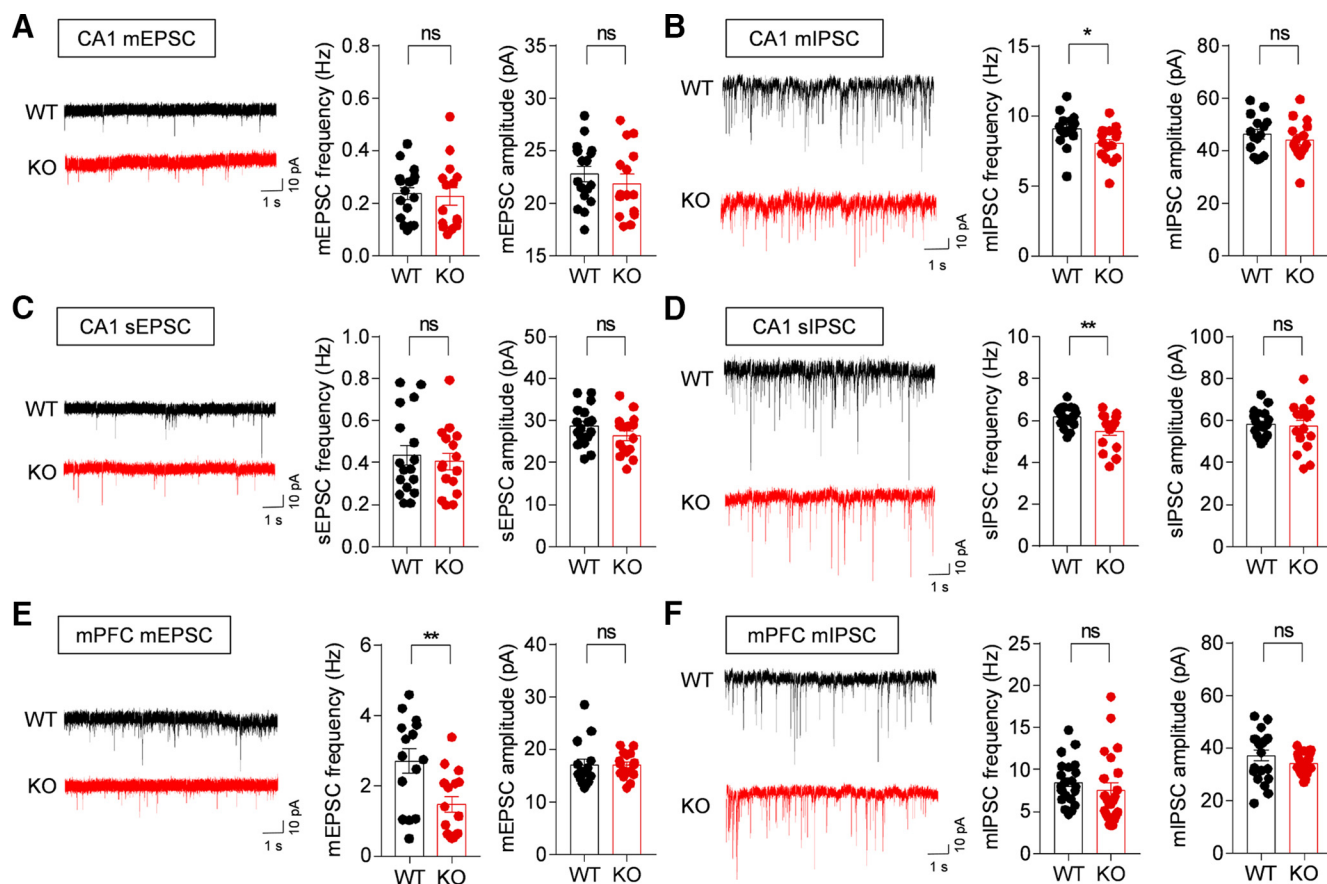 A
CA1 mEPSC
WT
KO
10 pA
1 s
mEPSC frequency (Hz)
0.8
0.6
0.4
0.2
0.0
ns
WT KO
mEPSC amplitude (pA)
35
30
25
20
15
ns
WT KO
B
CA1 mIPSC
WT
KO
10 pA
1 s
mIPSC frequency (Hz)
15
10
5
0
*
WT KO
mIPSC amplitude (pA)
80
60
40
20
0
ns
WT KO
C
CA1 sEPSC
WT
KO
10 pA
1 s
sEPSC frequency (Hz)
1.0
0.8
0.6
0.4
0.2
0.0
ns
WT KO
sEPSC amplitude (pA)
50
40
30
20
10
0
ns
WT KO
D
CA1 sIPSC
WT
KO
10 pA
1 s
sIPSC frequency (Hz)
10
8
6
4
2
0
**
WT KO
sIPSC amplitude (pA)
100
80
60
40
20
0
ns
WT KO
E
mPFC mEPSC
WT
KO
10 pA
1 s
mEPSC frequency (Hz)
6
4
2
0
**
WT KO
mEPSC amplitude (pA)
40
30
20
10
0
ns
WT KO
F
mPFC mIPSC
WT
KO
10 pA
1 s
mIPSC frequency (Hz)
25
20
15
10
5
0
ns
WT KO
mIPSC amplitude (pA)
80
60
40
20
0
ns
WT KO